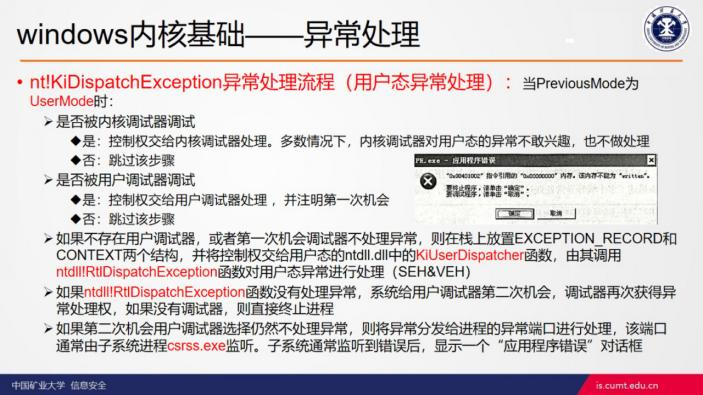 windows内核基础——异常处理
• nt!KiDispatchException异常处理流程（用户态异常处理）：当PreviousMode为
UserMode时：
➢是否被内核调试器调试
◆是：控制权交给内核调试器处理。多数情况下，内核调试器对用户态的异常不敢兴趣，也不做处理
◆否：跳过该步骤
➢是否被用户调试器调试
◆是：控制权交给用户调试器处理 ，并注明第一次机会
◆否：跳过该步骤
PE.exe - 应用程序错误
"0x00401002" 指令引用的 "0x00000000" 内存。该内存不能为 "written"。
要终止程序，请单击 "确定"。
要调试程序，请单击 "取消"。
确定
取消
➢如果不存在用户调试器，或者第一次机会调试器不处理异常，则在栈上放置EXCEPTION_RECORD和
CONTEXT两个结构，并将控制权交给用户态的ntdll.dll中的KiUserDispatcher函数，由其调用
ntdll!RtlDispatchException函数对用户态异常进行处理（SEH&VEH）
➢如果ntdll!RtlDispatchException函数没有处理异常，系统给用户调试器第二次机会，调试器再次获得异
常处理权，如果没有调试器，则直接终止进程
➢如果第二次机会用户调试器选择仍然不处理异常，则将异常分发给进程的异常端口进行处理，该端口
通常由子系统进程csrss.exe监听。子系统通常监听到错误后，显示一个“应用程序错误”对话框
中国矿业大学 信息安全
is.cumt.edu.cn